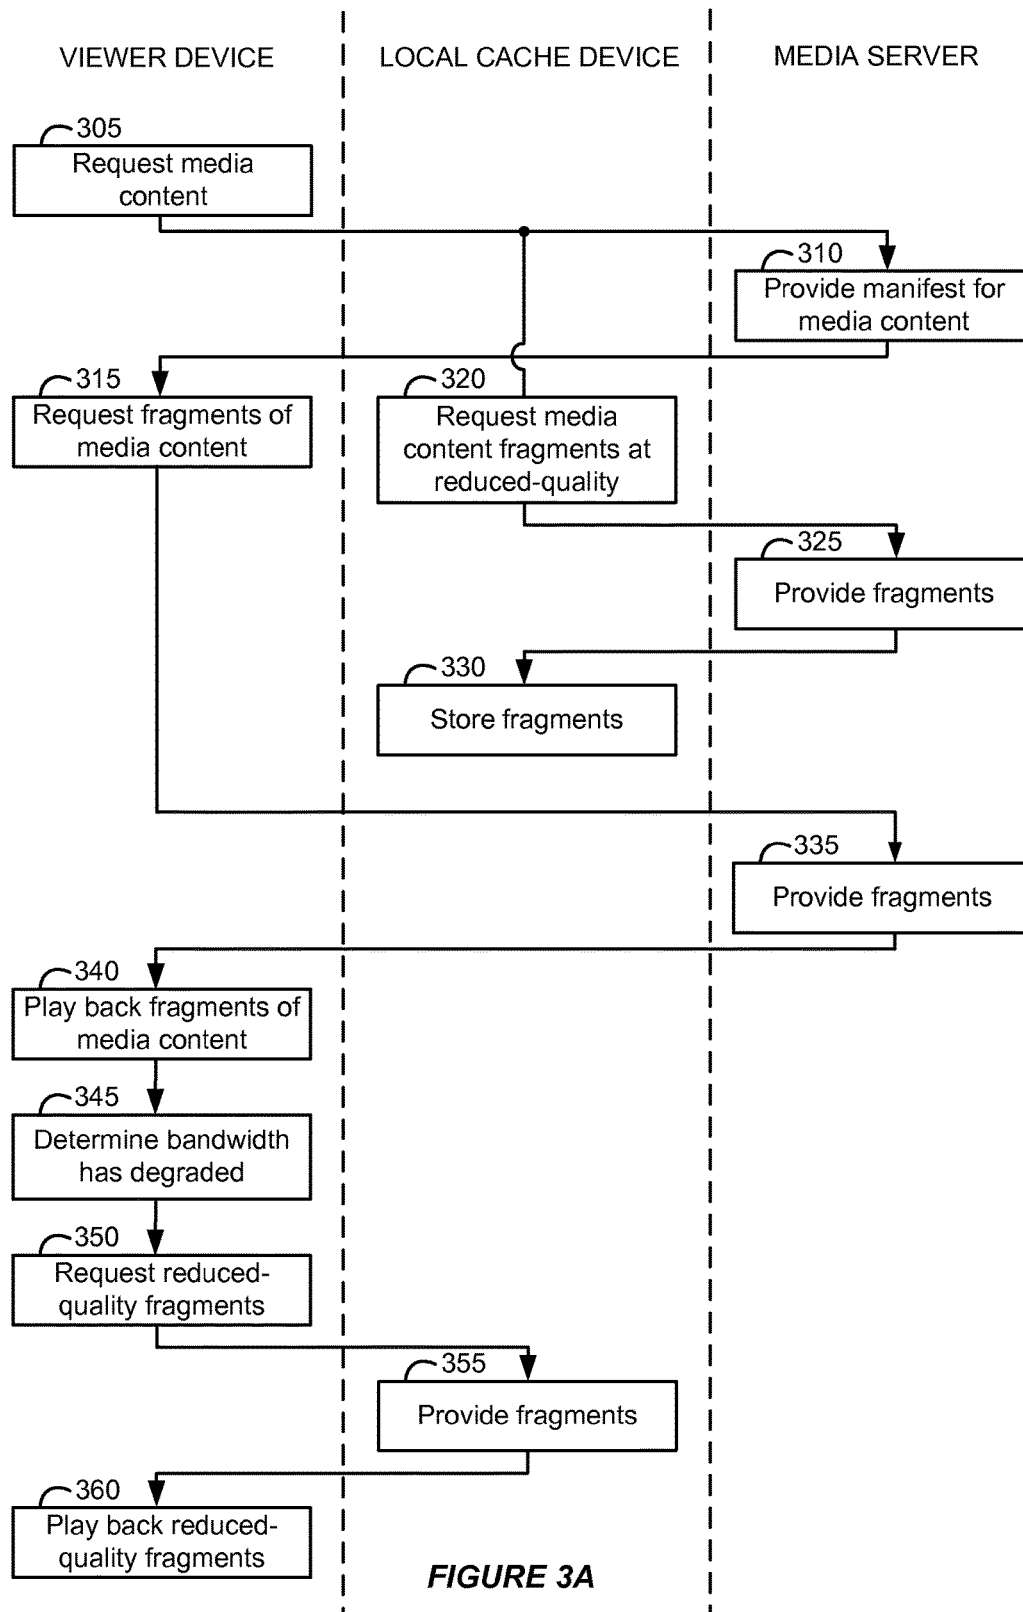 VIEWER DEVICE
LOCAL CACHE DEVICE
MEDIA SERVER
305
Request media
content
310
Provide manifest for
media content
315
Request fragments of
media content
320
Request media
content fragments at
reduced-quality
325
Provide fragments
330
Store fragments
335
Provide fragments
340
Play back fragments of
media content
345
Determine bandwidth
has degraded
350
Request reduced-
quality fragments
355
Provide fragments
360
Play back reduced-
quality fragments
FIGURE 3A